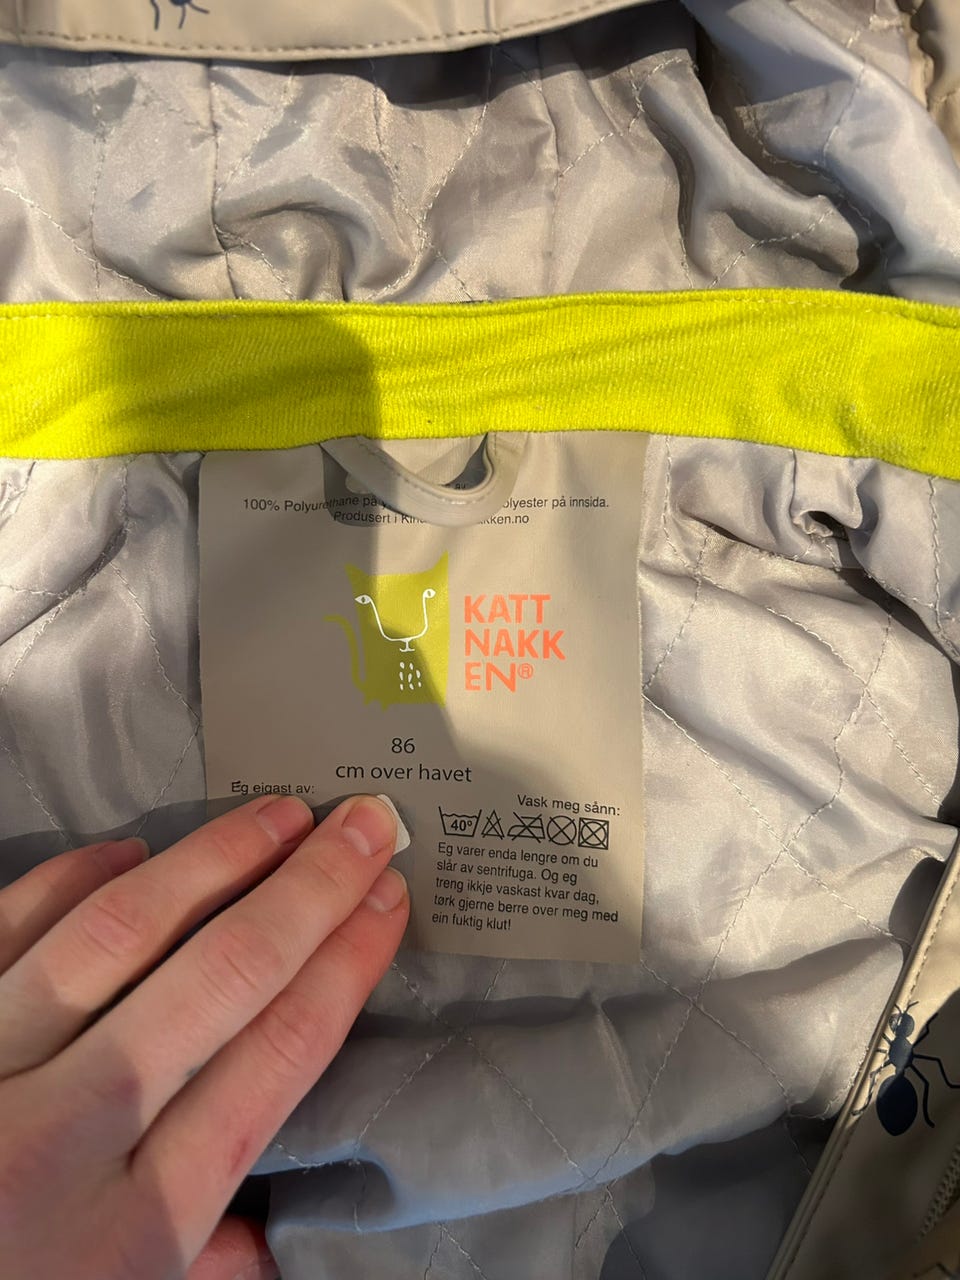 100% Polyurethane på olyester på innsida.
Produsert i Kin kken.no
KATT
NAKK
EN®
86
cm over havet
Eg eigast av:
Vask meg sånn:
40°
Eg varer enda lengre om du
slår av sentrifuga. Og eg
treng ikkje vaskast kvar dag,
tørk gjerne berre over meg med
ein fuktig klut!